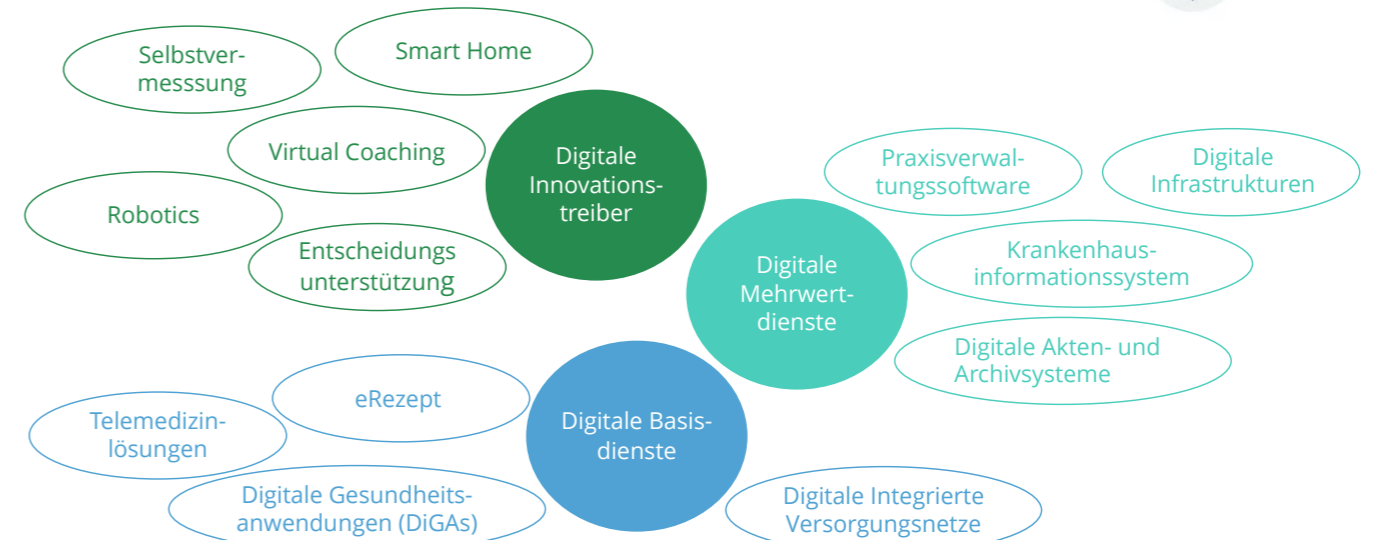 Selbstver-
messsung
Smart Home
Virtual Coaching
Robotics
Entscheidungs
unterstützung
Digitale
Innovations-
treiber
Praxisverwal-
tungssoftware
Digitale
Infrastrukturen
Krankenhaus-
informationssystem
Digitale
Mehrwert-
dienste
Digitale Akten- und
Archivsysteme
eRezept
Telemedizin-
lösungen
Digitale Basis-
dienste
Digitale Gesundheits-
anwendungen (DiGAs)
Digitale Integrierte
Versorgungsnetze